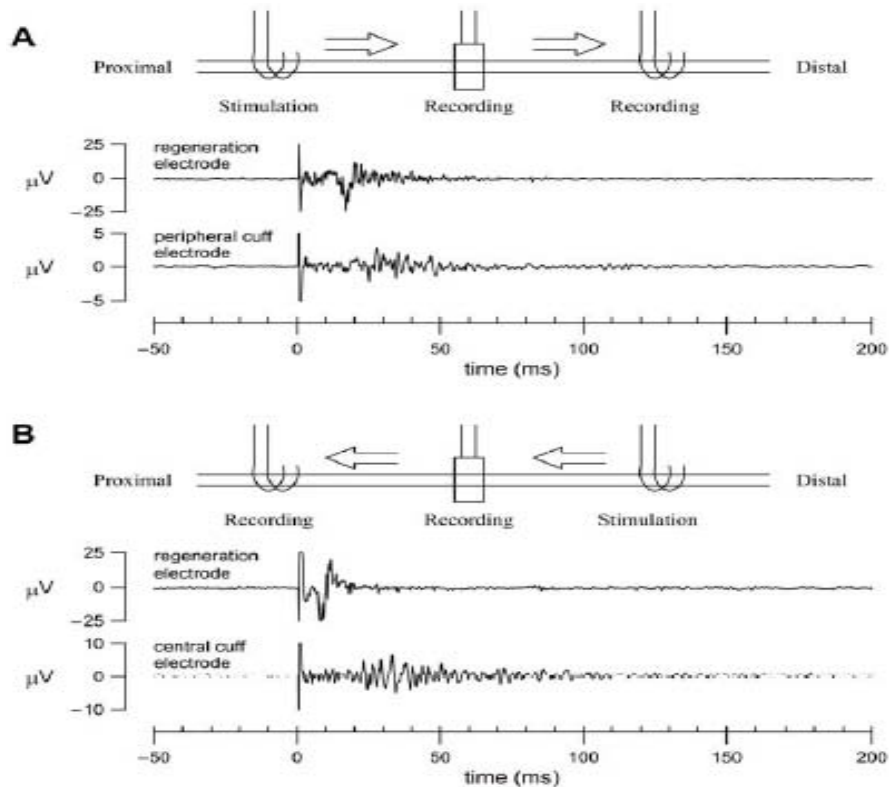 A
Proximal
Distal
Stimulation
Recording
Recording
regeneration
electrode
25
μV
0
−25
peripheral cuff
electrode
5
μV
0
−5
−50 0 50 100 150 200
time (ms)
B
Proximal
Distal
Recording
Recording
Stimulation
regeneration
electrode
25
μV
0
−25
central cuff
electrode
10
μV
0
−10
−50 0 50 100 150 200
time (ms)